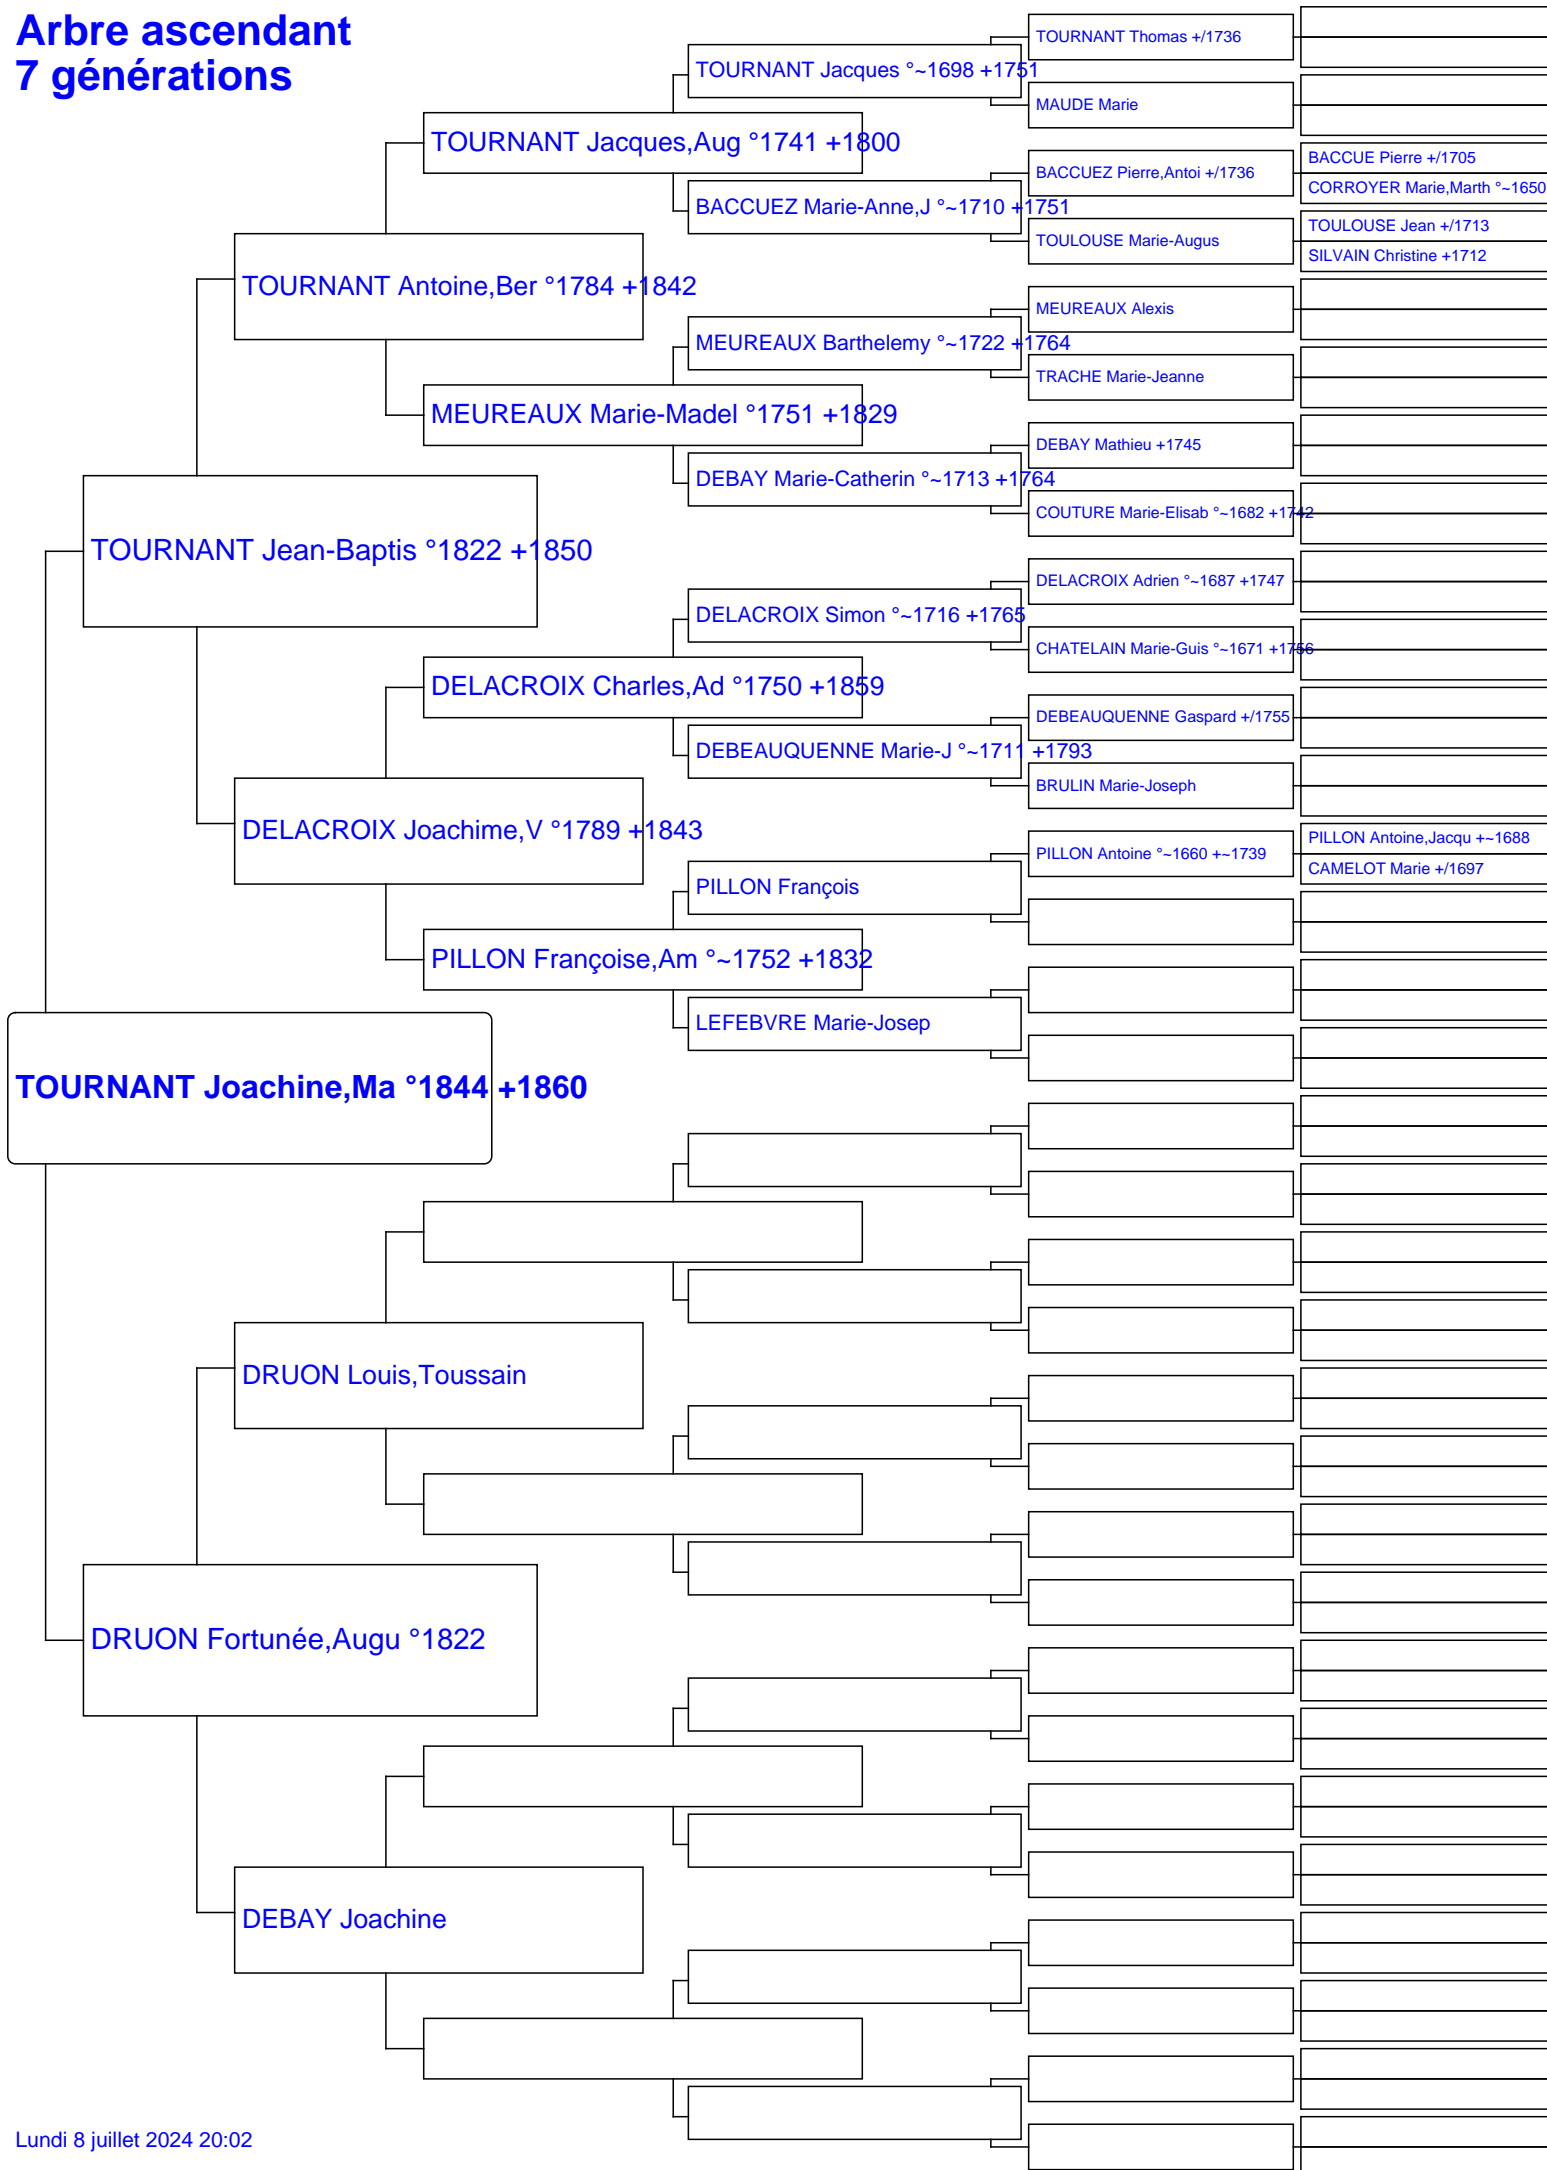 Arbre ascendant
7 générations
TOURNANT Joachine,Ma °1844 +1860
TOURNANT Jean-Baptis °1822 +1850
DRUON Fortunée,Augu °1822
TOURNANT Antoine,Ber °1784 +1842
DELACROIX Joachime,V °1789 +1843
DRUON Louis,Toussain
DEBAY Joachine
TOURNANT Jacques,Aug °1741 +1800
MEUREAUX Marie-Madel °1751 +1829
DELACROIX Charles,Ad °1750 +1859
PILLON Françoise,Am °~1752 +1832
TOURNANT Jacques °~1698 +1751
BACCUEZ Marie-Anne,J °~1710 +1751
MEUREAUX Barthelemy °~1722 +1764
DEBAY Marie-Catherin °~1713 +1764
DELACROIX Simon °~1716 +1765
DEBEAUQUENNE Marie-J °~1711 +1793
PILLON François
LEFEBVRE Marie-Josep
TOURNANT Thomas +/1736
MAUDE Marie
BACCUEZ Pierre,Antoi +/1736
TOULOUSE Marie-Augus
MEUREAUX Alexis
TRACHE Marie-Jeanne
DEBAY Mathieu +1745
COUTURE Marie-Elisab °~1682 +1742
DELACROIX Adrien °~1687 +1747
CHATELAIN Marie-Guis °~1671 +1756
DEBEAUQUENNE Gaspard +/1755
BRULIN Marie-Joseph
PILLON Antoine °~1660 +~1739
BACCUE Pierre +/1705
CORROYER Marie,Marth °~1650
TOULOUSE Jean +/1713
SILVAIN Christine +1712
PILLON Antoine,Jacqu +~1688
CAMELOT Marie +/1697
Lundi 8 juillet 2024 20:02